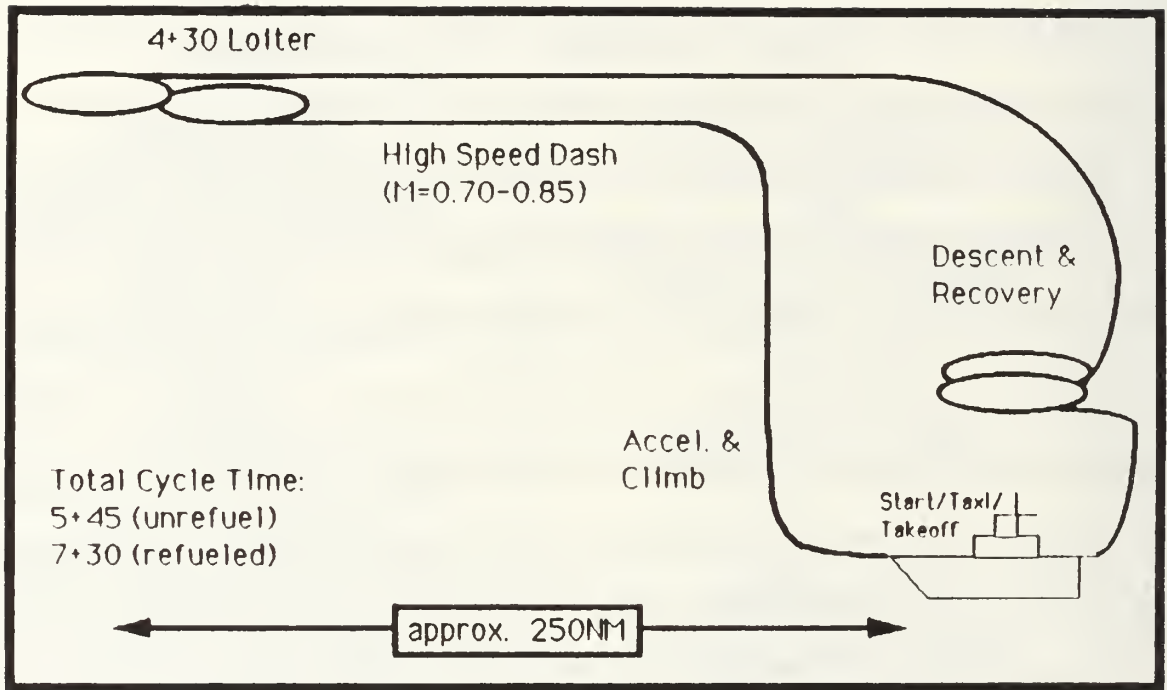 4+30 Loiter
High Speed Dash
(M=0.70-0.85)
Descent &
Recovery
Accel. &
Climb
Total Cycle Time:
5+45 (unrefuel)
7+30 (refueled)
Start/Taxi/
Takeoff
approx. 250NM